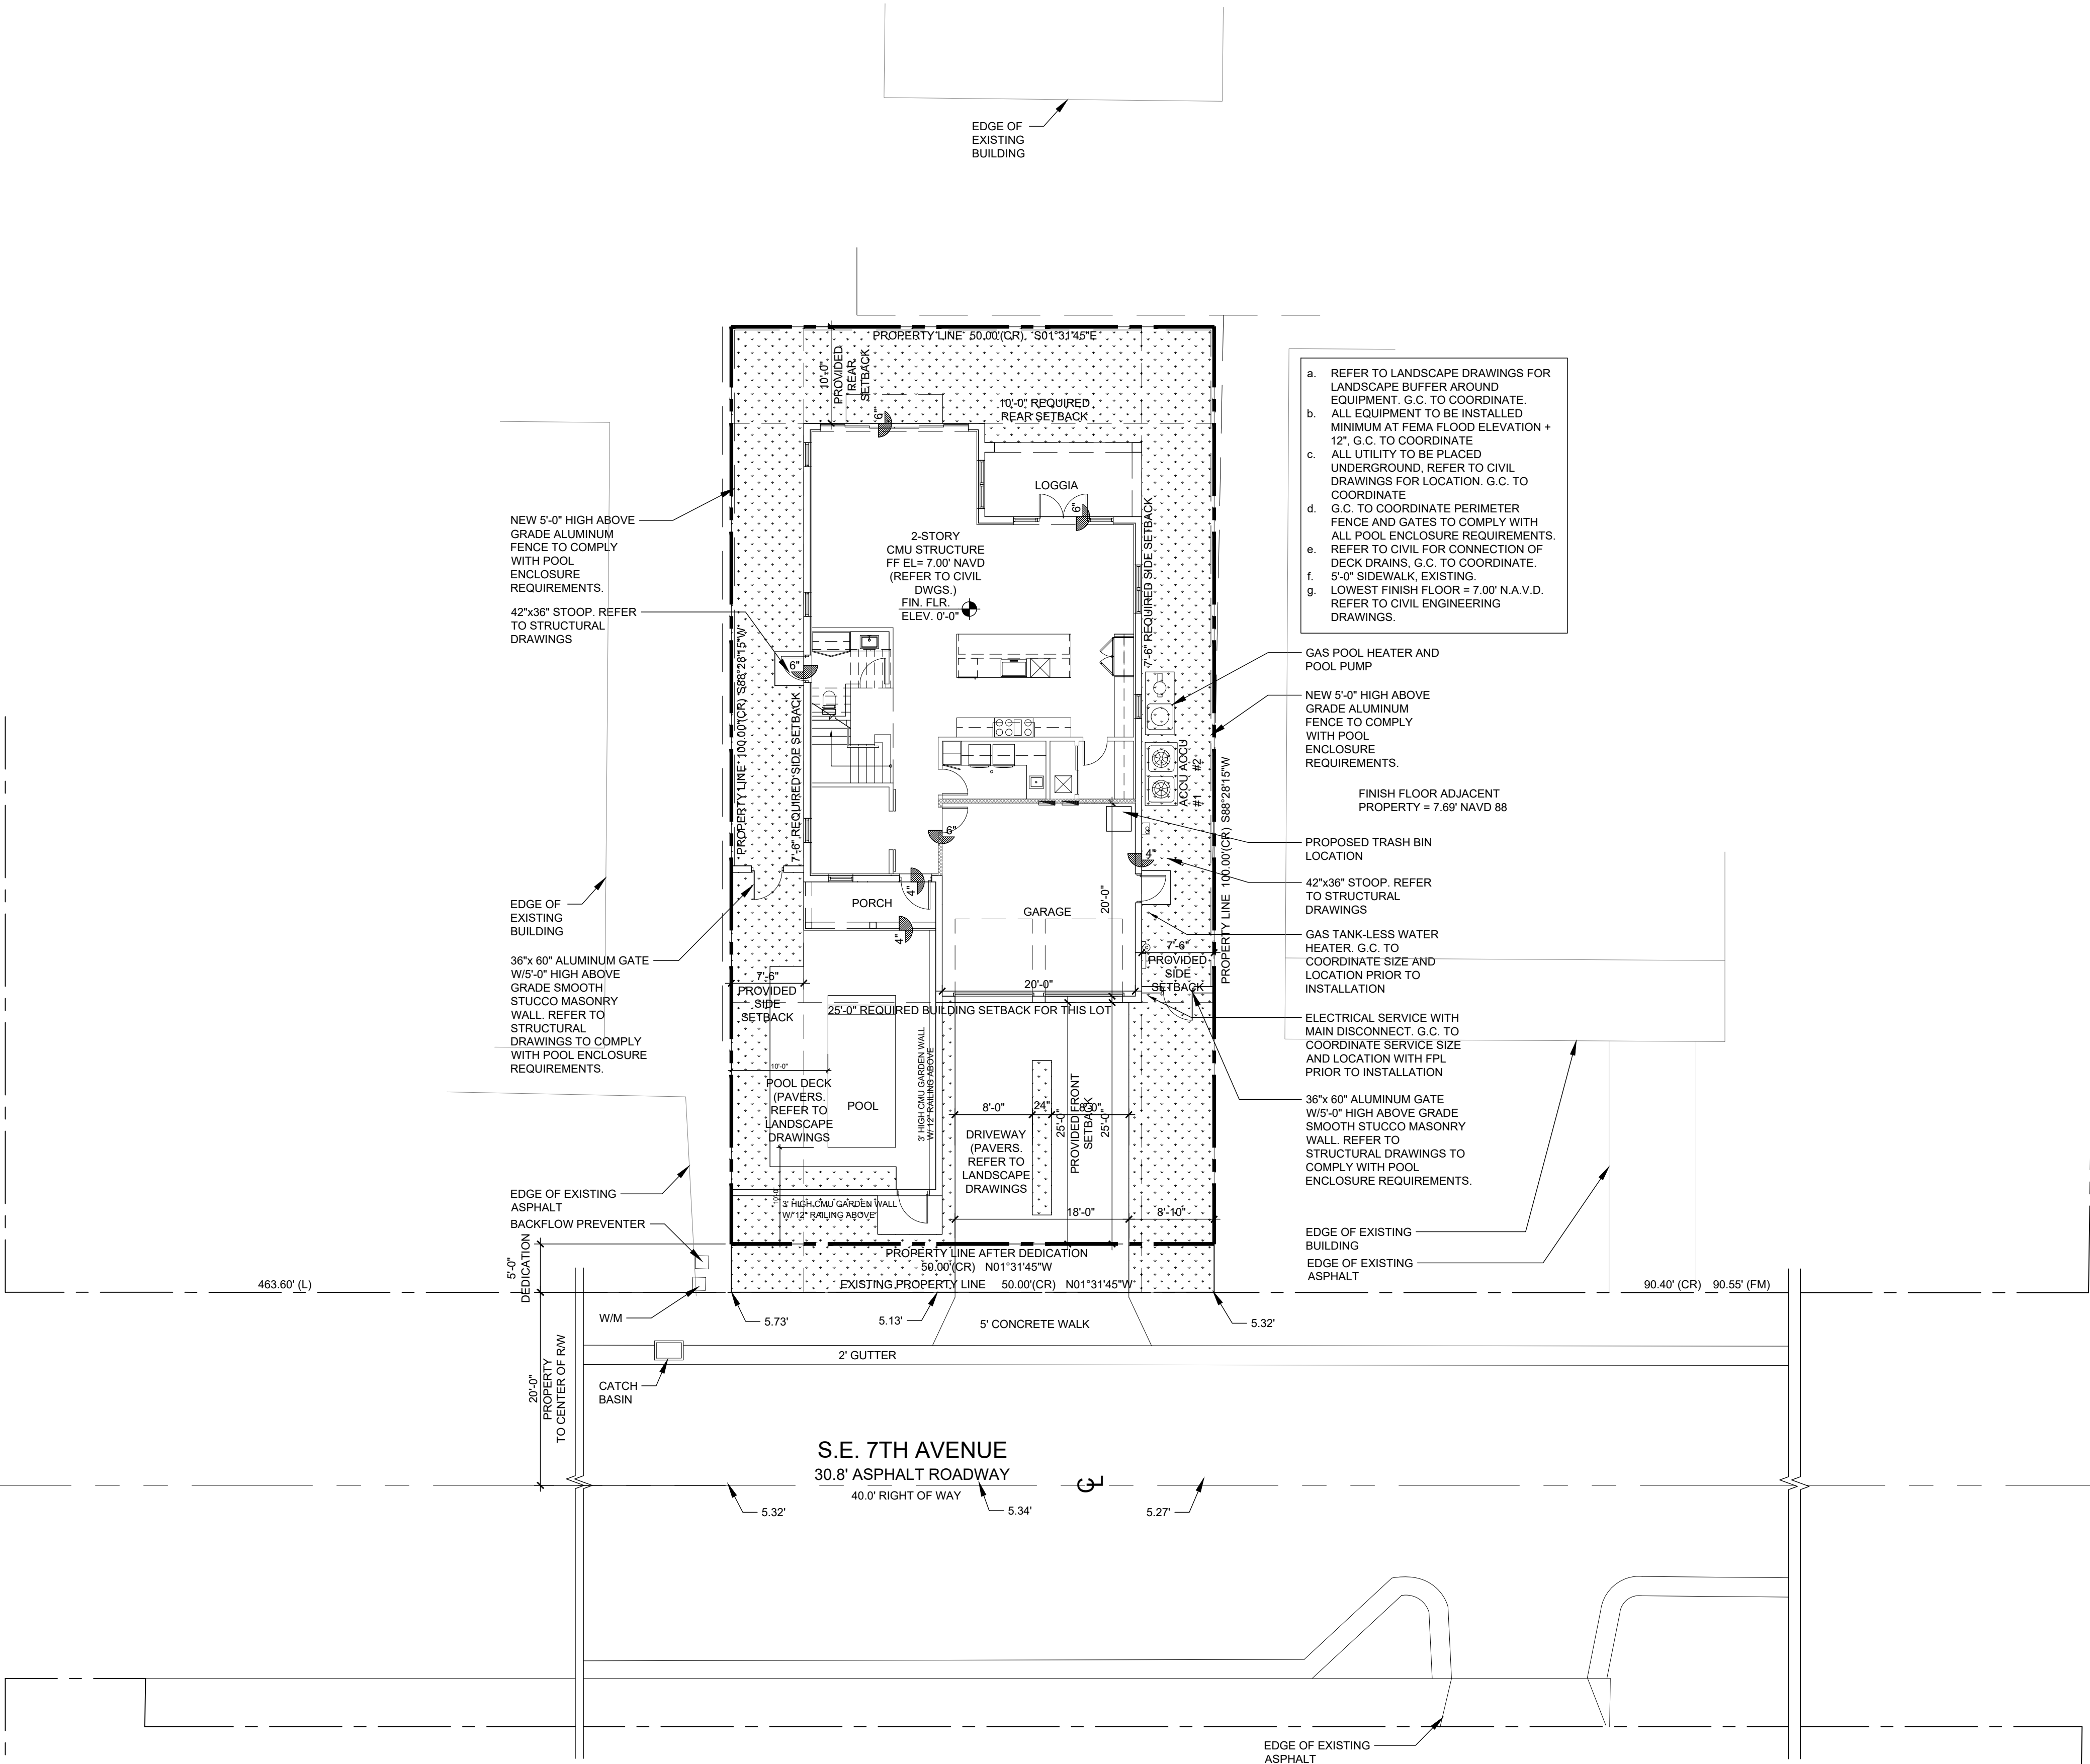 EDGE OF
EXISTING
BUILDING
PROPERTY LINE 50.00'(CR) S01°31'45"E
10'-0"
PROVIDED
REAR
SETBACK
10'-0" REQUIRED
REAR SETBACK
6"
LOGGIA
6"
2-STORY
CMU STRUCTURE
FF EL= 7.00' NAVD
(REFER TO CIVIL
DWGS.)
FIN. FLR.
ELEV. 0'-0"
7'-6" REQUIRED SIDE SETBACK
a. REFER TO LANDSCAPE DRAWINGS FOR
LANDSCAPE BUFFER AROUND
EQUIPMENT. G.C. TO COORDINATE.
b. ALL EQUIPMENT TO BE INSTALLED
MINIMUM AT FEMA FLOOD ELEVATION +
12", G.C. TO COORDINATE
c. ALL UTILITY TO BE PLACED
UNDERGROUND, REFER TO CIVIL
DRAWINGS FOR LOCATION. G.C. TO
COORDINATE
d. G.C. TO COORDINATE PERIMETER
FENCE AND GATES TO COMPLY WITH
ALL POOL ENCLOSURE REQUIREMENTS.
e. REFER TO CIVIL FOR CONNECTION OF
DECK DRAINS, G.C. TO COORDINATE.
f. 5'-0" SIDEWALK, EXISTING.
g. LOWEST FINISH FLOOR = 7.00' N.A.V.D.
REFER TO CIVIL ENGINEERING
DRAWINGS.
NEW 5'-0" HIGH ABOVE
GRADE ALUMINUM
FENCE TO COMPLY
WITH POOL
ENCLOSURE
REQUIREMENTS.
42"x36" STOOP. REFER
TO STRUCTURAL
DRAWINGS
PROPERTY LINE 100.00'(CR) S88°28'15"W
7'-6" REQUIRED SIDE SETBACK
6"
EDGE OF
EXISTING
BUILDING
36"x 60" ALUMINUM GATE
W/5'-0" HIGH ABOVE
GRADE SMOOTH
STUCCO MASONRY
WALL. REFER TO
STRUCTURAL
DRAWINGS TO COMPLY
WITH POOL ENCLOSURE
REQUIREMENTS.
GAS POOL HEATER AND
POOL PUMP
NEW 5'-0" HIGH ABOVE
GRADE ALUMINUM
FENCE TO COMPLY
WITH POOL
ENCLOSURE
REQUIREMENTS.
ACCU ACCU
#1 #2
PROPERTY LINE 100.00'(CR) S88°28'15"W
FINISH FLOOR ADJACENT
PROPERTY = 7.69' NAVD 88
PROPOSED TRASH BIN
LOCATION
42"x36" STOOP. REFER
TO STRUCTURAL
DRAWINGS
GAS TANK-LESS WATER
HEATER. G.C. TO
COORDINATE SIZE AND
LOCATION PRIOR TO
INSTALLATION
ELECTRICAL SERVICE WITH
MAIN DISCONNECT. G.C. TO
COORDINATE SERVICE SIZE
AND LOCATION WITH FPL
PRIOR TO INSTALLATION
36"x 60" ALUMINUM GATE
W/5'-0" HIGH ABOVE GRADE
SMOOTH STUCCO MASONRY
WALL. REFER TO
STRUCTURAL DRAWINGS TO
COMPLY WITH POOL
ENCLOSURE REQUIREMENTS.
EDGE OF EXISTING
BUILDING
EDGE OF EXISTING
ASPHALT
6"
4"
4"
4"
PORCH
GARAGE
20'-0"
20'-0"
7'-6"
PROVIDED
SIDE
SETBACK
7'-6"
PROVIDED
SIDE
SETBACK
25'-0" REQUIRED BUILDING SETBACK FOR THIS LOT
10'-0"
POOL DECK
(PAVERS.
REFER TO
LANDSCAPE
DRAWINGS
POOL
3' HIGH CMU GARDEN WALL
W/ 12" RAILING ABOVE
8'-0"
24"
8'-0"
DRIVEWAY
(PAVERS.
REFER TO
LANDSCAPE
DRAWINGS
25'-0"
PROVIDED FRONT
SETBACK
25'-0"
10'-0"
3' HIGH CMU GARDEN WALL
W/ 12" RAILING ABOVE
18'-0"
8'-10"
EDGE OF EXISTING
ASPHALT
BACKFLOW PREVENTER
5'-0"
DEDICATION
PROPERTY LINE AFTER DEDICATION
50.00'(CR) N01°31'45"W
EXISTING PROPERTY LINE 50.00'(CR) N01°31'45"W
463.60' (L)
90.40' (CR) 90.55' (FM)
W/M
5.73'
5.13'
5' CONCRETE WALK
5.32'
2' GUTTER
CATCH
BASIN
20'-0"
PROPERTY
TO CENTER OF R/W
S.E. 7TH AVENUE
30.8' ASPHALT ROADWAY
40.0' RIGHT OF WAY
CL
5.32'
5.34'
5.27'
EDGE OF EXISTING
ASPHALT